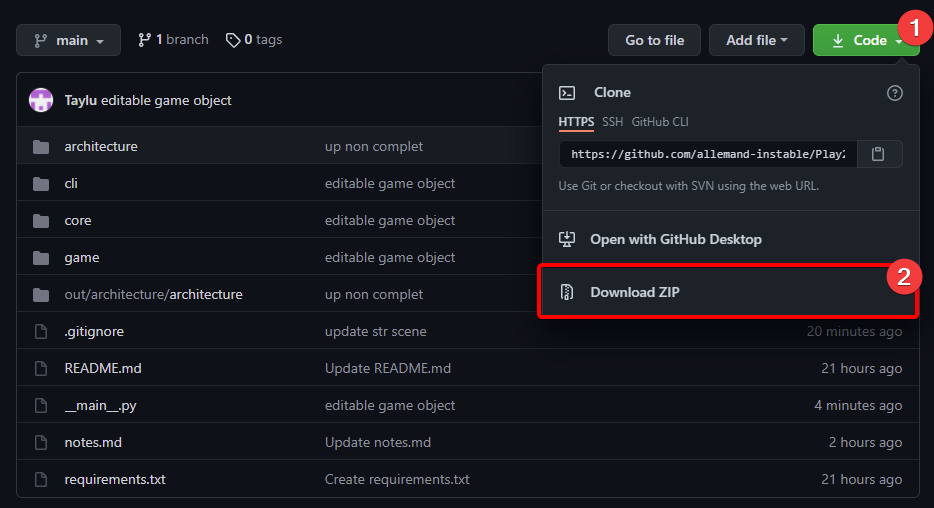 main 1 branch 0 tags Go to file Add file Code 1
Taylu editable game object
Clone
HTTPS SSH GitHub CLI
https://github.com/allemand-instable/Play2
Use Git or checkout with SVN using the web URL.
Open with GitHub Desktop
Download ZIP 2
architecture up non complet
cli editable game object
core editable game object
game editable game object
out/architecture/architecture up non complet
.gitignore update str scene 20 minutes ago
README.md Update README.md 21 hours ago
__main__.py editable game object 4 minutes ago
notes.md Update notes.md 2 hours ago
requirements.txt Create requirements.txt 21 hours ago